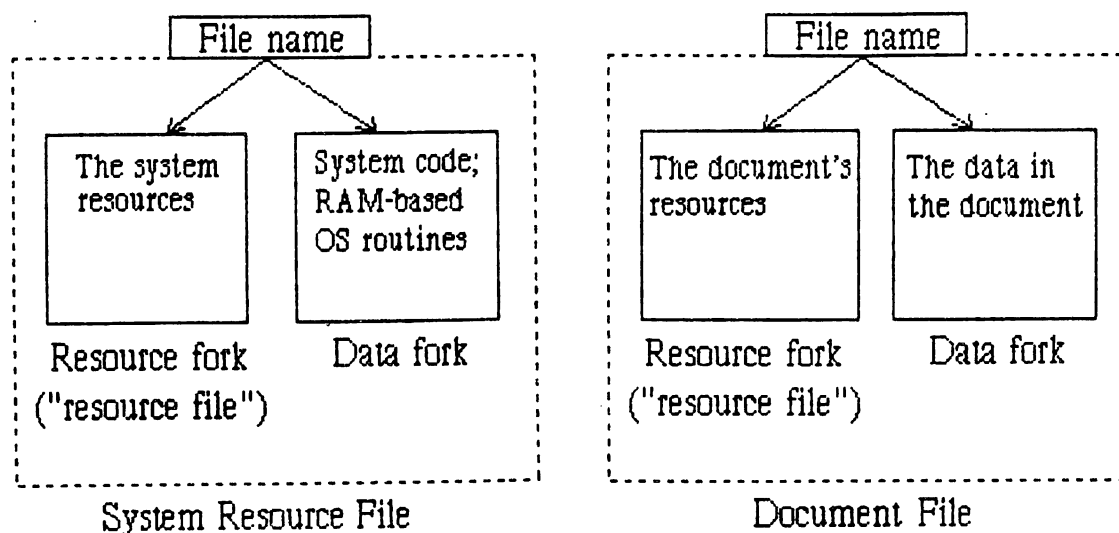 File name
The system
resources
System code;
RAM-based
OS routines
Resource fork
("resource file")
Data fork
System Resource File
File name
The document's
resources
The data in
the document
Resource fork
("resource file")
Data fork
Document File